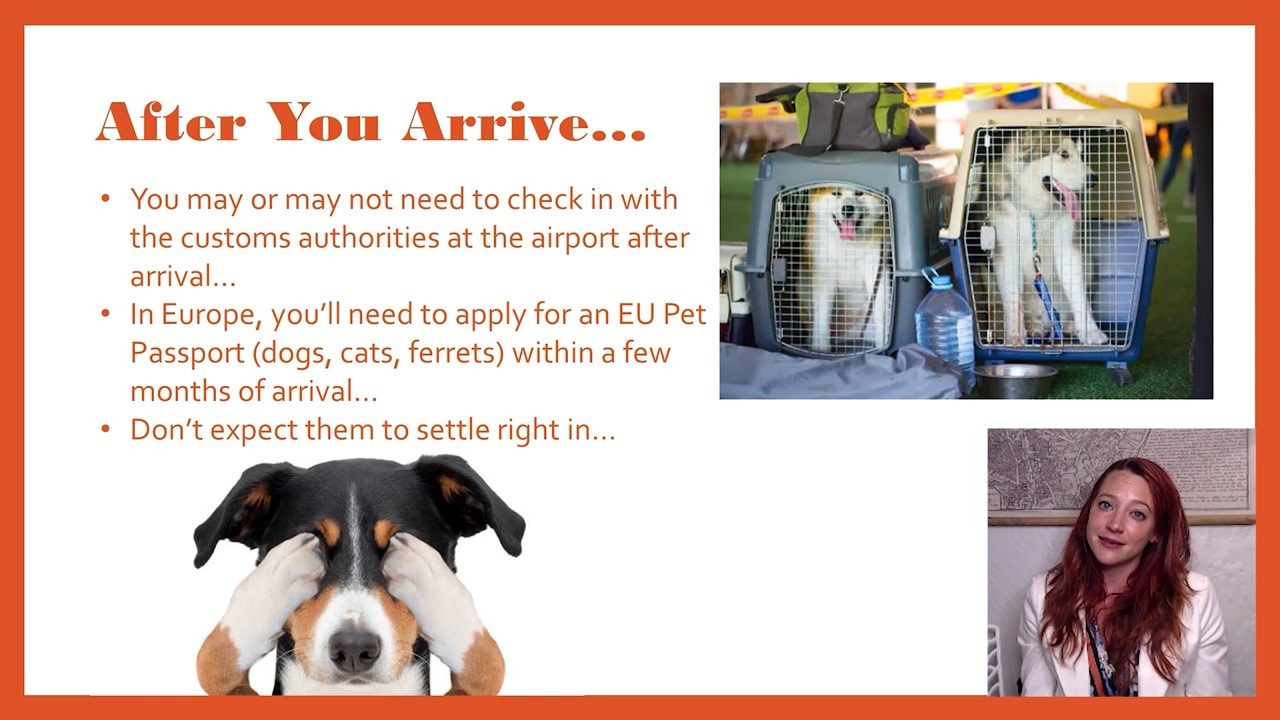 After You Arrive...
• You may or may not need to check in with
the customs authorities at the airport after
arrival...
• In Europe, you’ll need to apply for an EU Pet
Passport (dogs, cats, ferrets) within a few
months of arrival...
• Don’t expect them to settle right in...